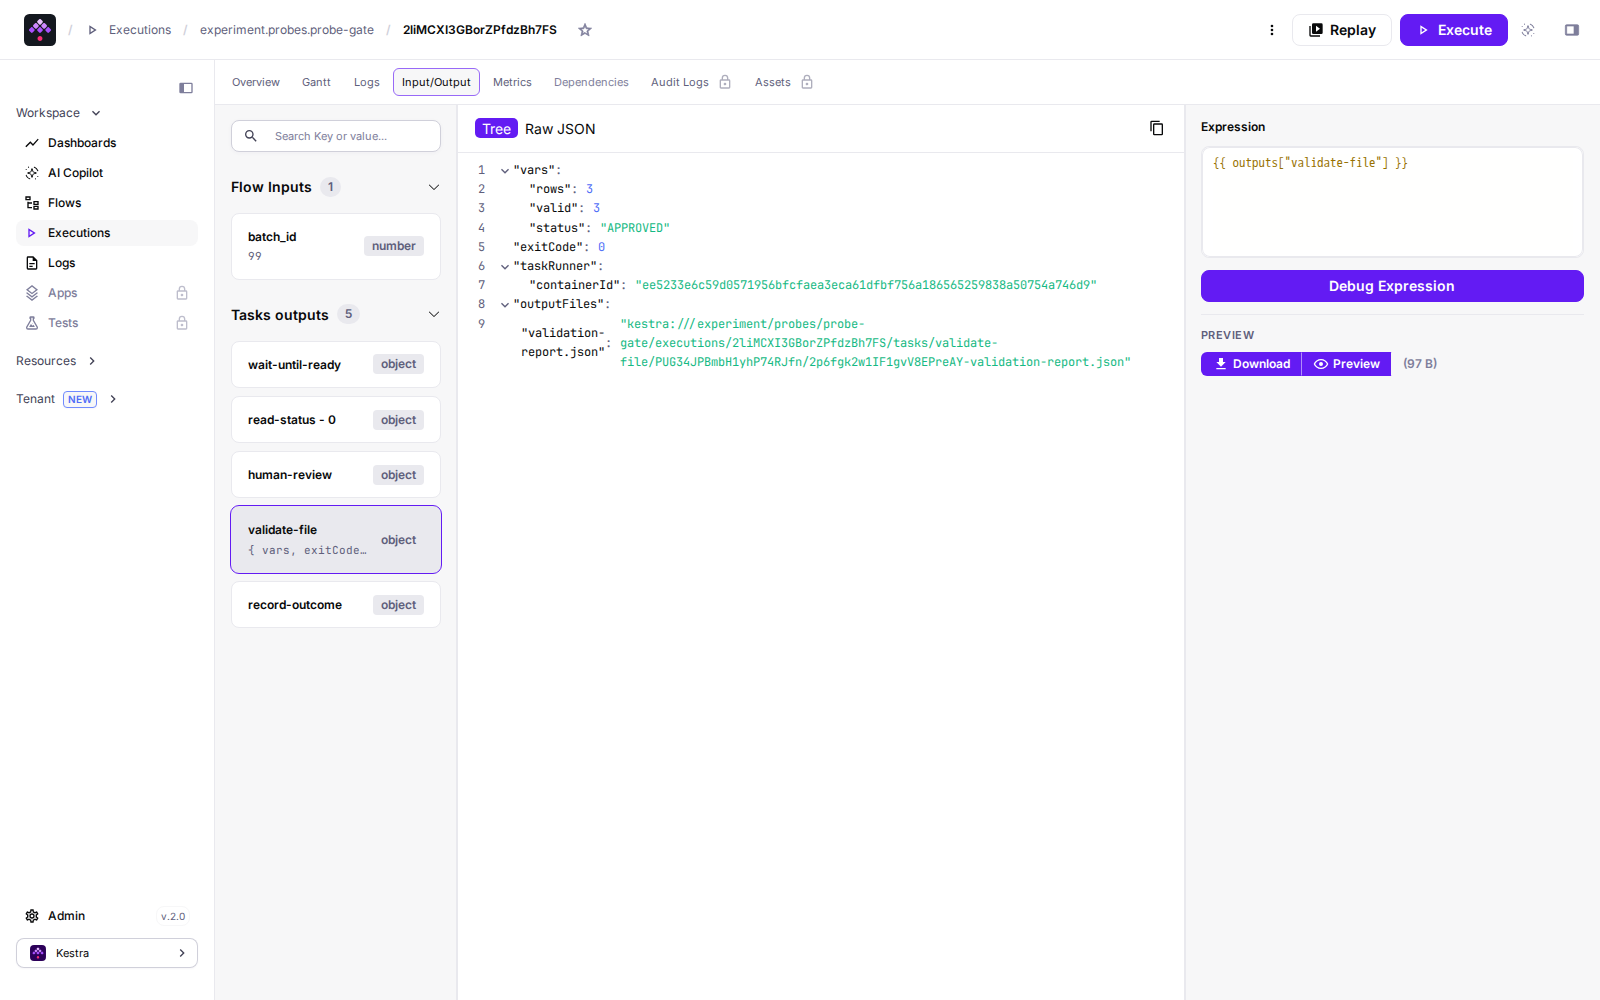 / Executions / experiment.probes.probe-gate / 2liMCXI3GBorZPfdzBh7FS
Replay
Execute
Workspace
Dashboards
AI Copilot
Flows
Executions
Logs
Apps
Tests
Resources
Tenant NEW
Admin v.2.0
Kestra
Overview Gantt Logs Input/Output Metrics Dependencies Audit Logs Assets
Search Key or value...
Flow Inputs 1
batch_id
99
number
Tasks outputs 5
wait-until-ready object
read-status - 0 object
human-review object
validate-file
{ vars, exitCode…
object
record-outcome object
Tree Raw JSON
1 "vars":
2 "rows": 3
3 "valid": 3
4 "status": "APPROVED"
5 "exitCode": 0
6 "taskRunner":
7 "containerId": "ee5233e6c59d0571956bfcfaea3eca61dfbf756a186565259838a50754a746d9"
8 "outputFiles":
9 "validation-report.json": "kestra:///experiment/probes/probe-
gate/executions/2liMCXI3GBorZPfdzBh7FS/tasks/validate-
file/PUG34JPBmbH1yhP74RJfn/2p6fgk2w1IF1gvV8EPreAY-validation-report.json"
Expression
{{ outputs["validate-file"] }}
Debug Expression
PREVIEW
Download Preview (97 B)